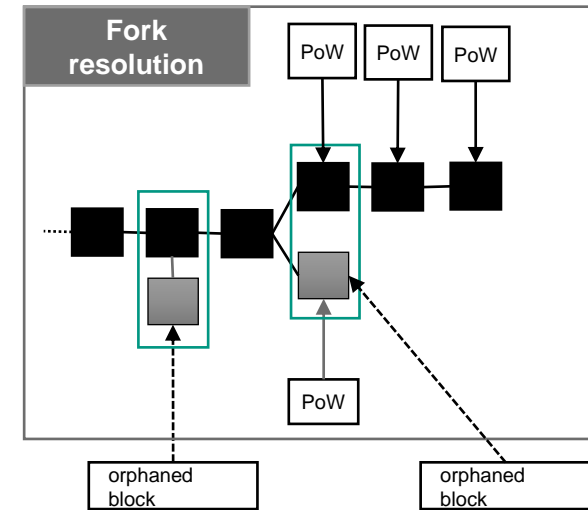 Fork
resolution
PoW
PoW
PoW
PoW
orphaned
block
orphaned
block